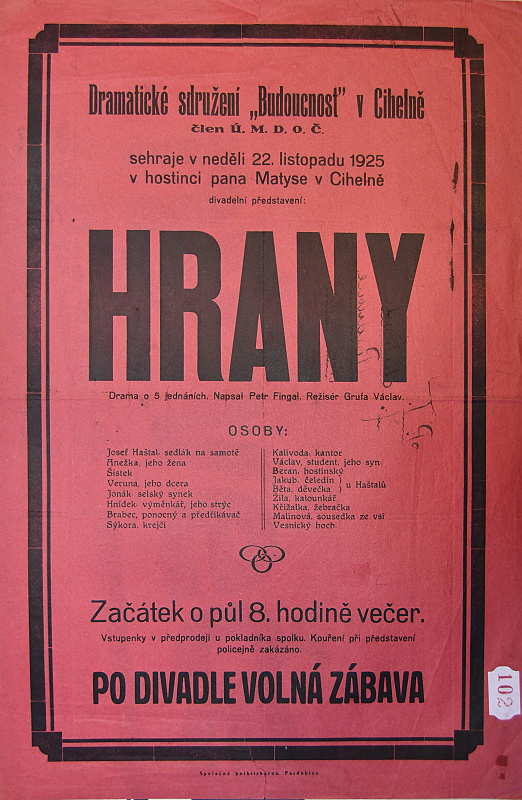 Dramatické sdružení „Budoucnost" v Cihelně
člen Ú. M. D. O. Č.
sehraje v neděli 22. listopadu 1925
v hostinci pana Matyse v Cihelně
divadelní představení:
HRANY
Drama o 5 jednáních. Napsal Petr Fingal. Režisér Grufa Václav.
OSOBY:
Josef Haštal, sedlák na samotě
Anežka, jeho žena
Šístek
Veruna, jeho dcera
Jonák, selský synek
Hnídek, výměnkář, jeho strýc
Brabec, ponocný a předříkávač
Sýkora, krejčí
Kalivoda, kantor
Václav, student, jeho syn
Beran, hostinský
Jakub, čeledín
Běta, děvečka
u Haštalů
Žíla, kalounkář
Křižalka, žebračka
Malinová, sousedka ze vsi
Vesnický hoch.
Začátek o půl 8. hodině večer.
Vstupenky v předprodeji u pokladníka spolku. Kouření při představení
policejně zakázáno.
PO DIVADLE VOLNÁ ZÁBAVA
102
Společná knihtiskárna Pardubice